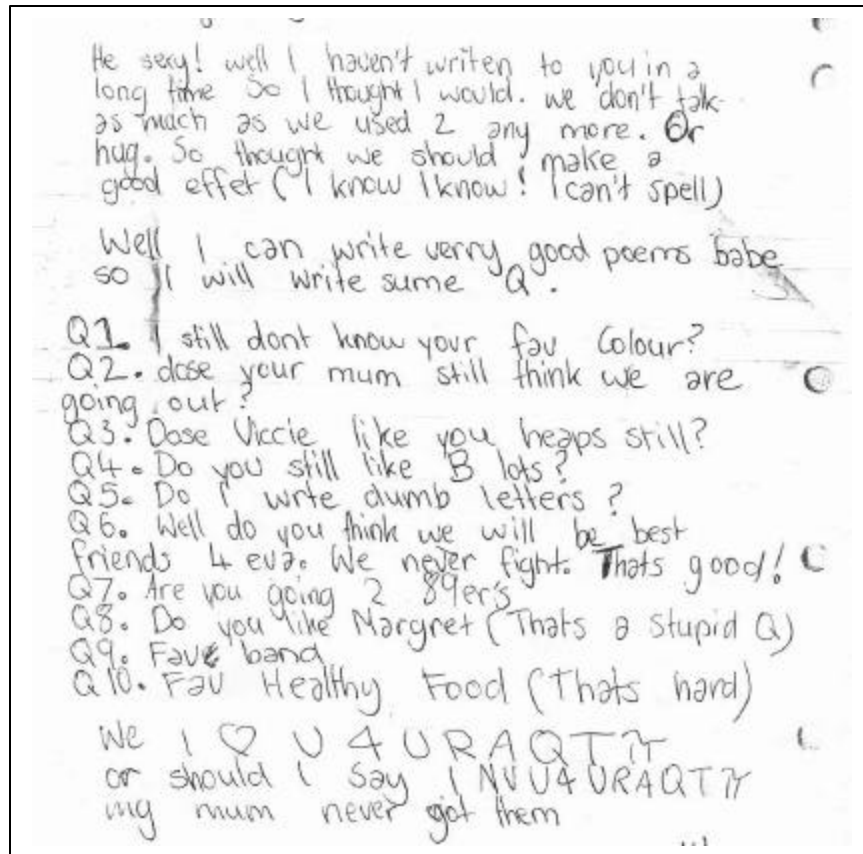 He sexy! well I haven't writen to you in a
long time So I thought I would. we don't talk
as much as we used 2 any more. Or
hug. So thought we should make a
good effet ( I know I know! I can't spell)
Well I can write verry good poems babe
so I will write sume Q.
Q1. I still dont know your fav Colour?
Q2. dose your mum still think we are
going out?
Q3. Dose Viccie like you heaps still?
Q4. Do you still like B lots?
Q5. Do I wrte dumb letters?
Q6. Well do you think we will be best
friends 4 eva. We never fight. Thats good!
Q7. Are you going 2 89er's
Q8. Do you like Margret (Thats a Stupid Q)
Q9. Fav band
Q10. Fav Healthy Food (Thats hard)
We I ♡ U 4 U R A Q T π
or should I say I NV U 4 U R A Q T π
my mum never got them